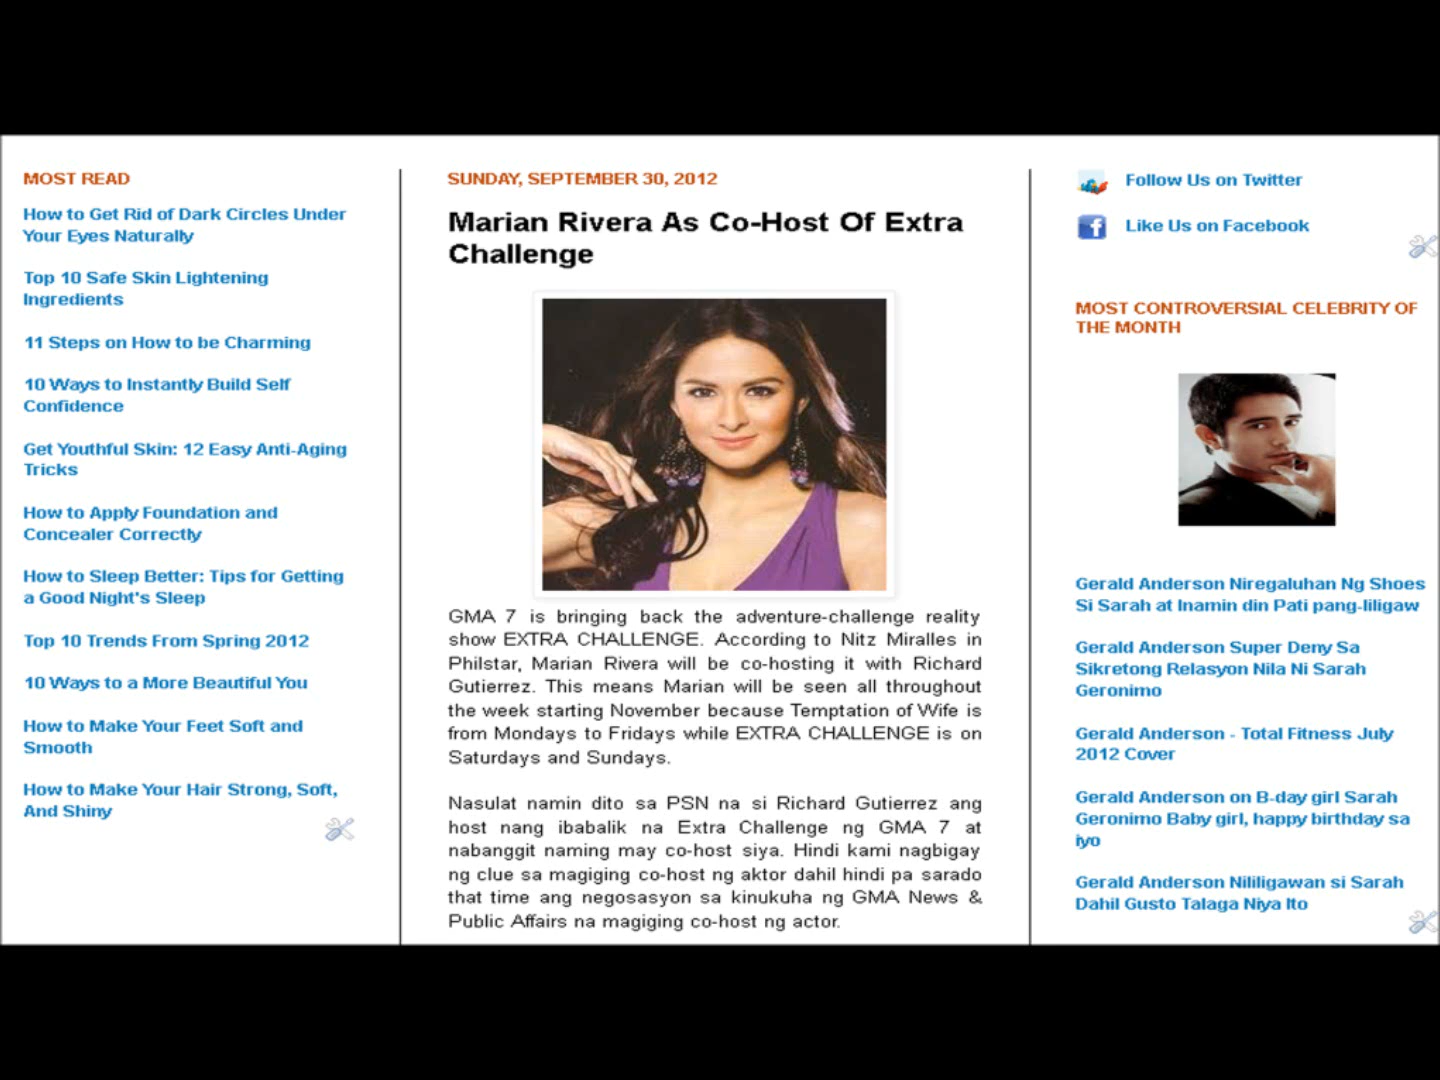 MOST READ
How to Get Rid of Dark Circles Under
Your Eyes Naturally
Top 10 Safe Skin Lightening
Ingredients
11 Steps on How to be Charming
10 Ways to Instantly Build Self
Confidence
Get Youthful Skin: 12 Easy Anti-Aging
Tricks
How to Apply Foundation and
Concealer Correctly
How to Sleep Better: Tips for Getting
a Good Night's Sleep
Top 10 Trends From Spring 2012
10 Ways to a More Beautiful You
How to Make Your Feet Soft and
Smooth
How to Make Your Hair Strong, Soft,
And Shiny
SUNDAY, SEPTEMBER 30, 2012
Marian Rivera As Co-Host Of Extra
Challenge
GMA 7 is bringing back the adventure-challenge reality
show EXTRA CHALLENGE. According to Nitz Miralles in
Philstar, Marian Rivera will be co-hosting it with Richard
Gutierrez. This means Marian will be seen all throughout
the week starting November because Temptation of Wife is
from Mondays to Fridays while EXTRA CHALLENGE is on
Saturdays and Sundays.
Nasulat namin dito sa PSN na si Richard Gutierrez ang
host nang ibabalik na Extra Challenge ng GMA 7 at
nabanggit naming may co-host siya. Hindi kami nagbigay
ng clue sa magiging co-host ng aktor dahil hindi pa sarado
that time ang negosasyon sa kinukuha ng GMA News &
Public Affairs na magiging co-host ng actor.
Follow Us on Twitter
Like Us on Facebook
MOST CONTROVERSIAL CELEBRITY OF
THE MONTH
Gerald Anderson Niregaluhan Ng Shoes
Si Sarah at Inamin din Pati pang-liligaw
Gerald Anderson Super Deny Sa
Sikretong Relasyon Nila Ni Sarah
Geronimo
Gerald Anderson - Total Fitness July
2012 Cover
Gerald Anderson on B-day girl Sarah
Geronimo Baby girl, happy birthday sa
iyo
Gerald Anderson Nililigawan si Sarah
Dahil Gusto Talaga Niya Ito